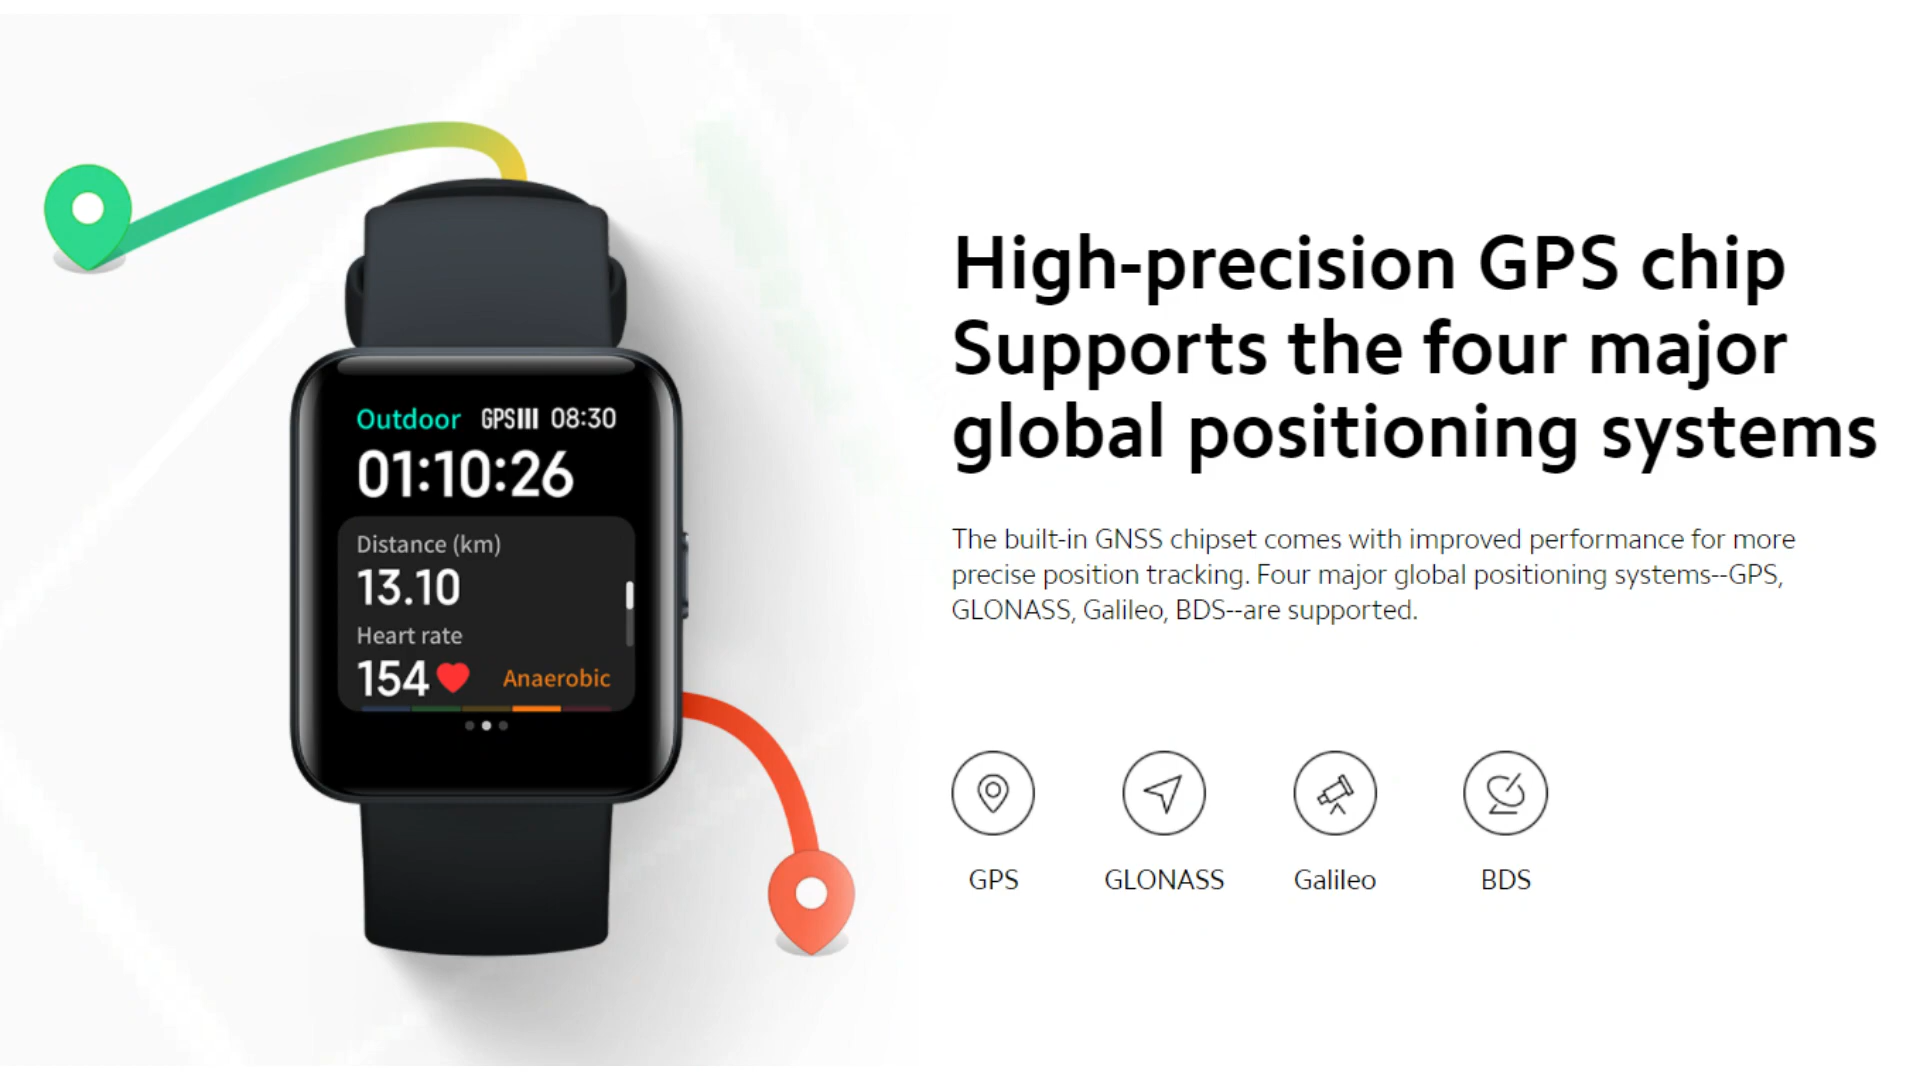 Outdoor GPS 08:30
01:10:26
Distance (km)
13.10
Heart rate
154 Anaerobic
High-precision GPS chip
Supports the four major
global positioning systems
The built-in GNSS chipset comes with improved performance for more
precise position tracking. Four major global positioning systems--GPS,
GLONASS, Galileo, BDS--are supported.
GPS GLONASS Galileo BDS